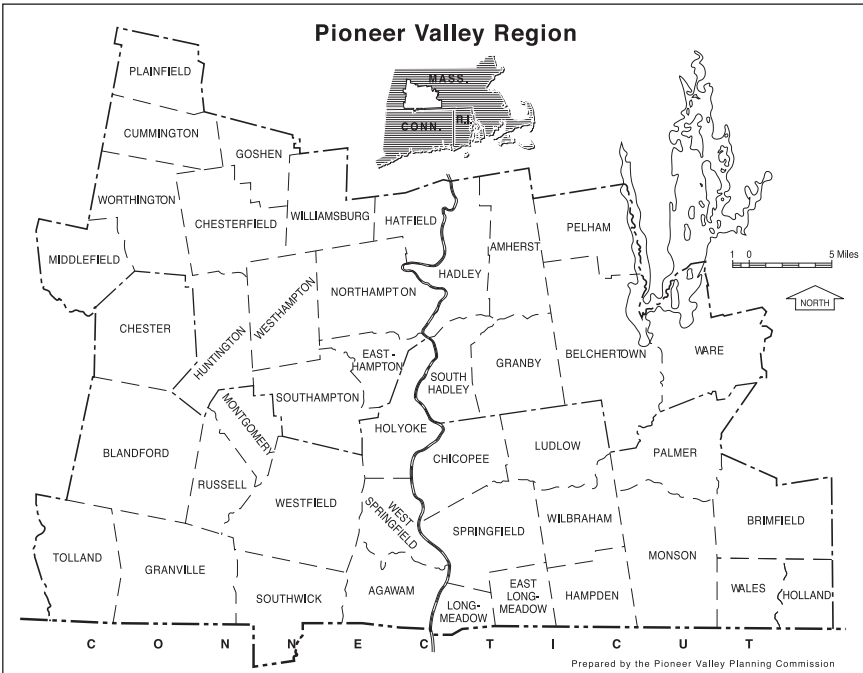 Pioneer Valley Region
MASS.
CONN.
R.I.
PLAINFIELD
CUMMINGTON
GOSHEN
WORTHINGTON
CHESTERFIELD
WILLIAMSBURG
HATFIELD
AMHERST
PELHAM
MIDDLEFIELD
HADLEY
1 0 5 Miles
NORTH
NORTHAMPTON
WESTHAMPTON
CHESTER
HUNTINGTON
EAST-
HAMPTON
SOUTH
HADLEY
GRANBY
BELCHERTOWN
WARE
SOUTHAMPTON
MONTGOMERY
HOLYOKE
BLANDFORD
CHICOPEE
LUDLOW
PALMER
RUSSELL
WESTFIELD
WEST
SPRINGFIELD
SPRINGFIELD
WILBRAHAM
BRIMFIELD
TOLLAND
GRANVILLE
MONSON
SOUTHWICK
AGAWAM
LONG-
MEADOW
EAST
LONG-
MEADOW
HAMPDEN
WALES
HOLLAND
C O N N E C T I C U T
Prepared by the Pioneer Valley Planning Commission